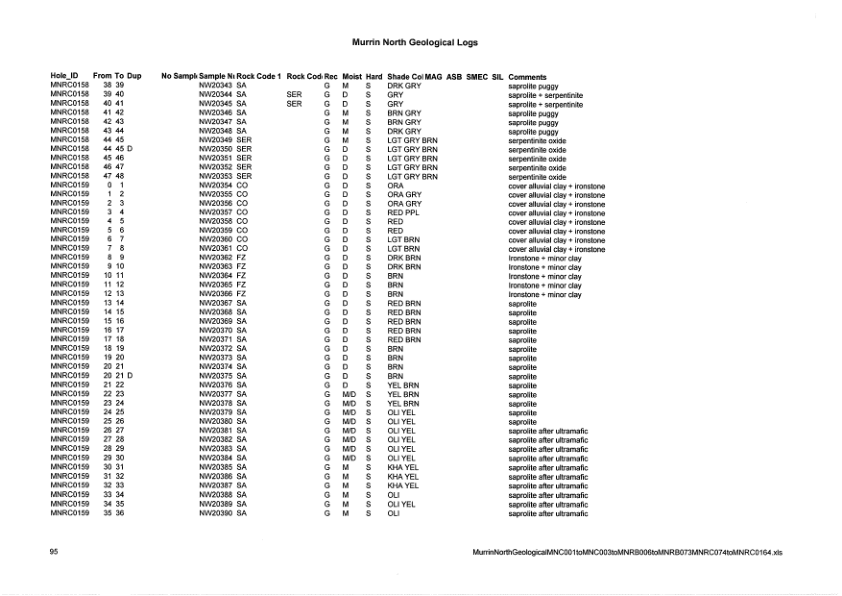 Murrin North Geological Logs
Hole_ID From To Dup No Sampl Sample N Rock Code 1 Rock Cod Rec Moist Hard Shade Col MAG ASB SMEC SIL Comments
MNRC0158 38 39 NW20343 SA G M S DRK GRY saprolite puggy
MNRC0158 39 40 NW20344 SA SER G D S GRY saprolite + serpentinite
MNRC0158 40 41 NW20345 SA SER G D S GRY saprolite + serpentinite
MNRC0158 41 42 NW20346 SA G M S BRN GRY saprolite puggy
MNRC0158 42 43 NW20347 SA G M S BRN GRY saprolite puggy
MNRC0158 43 44 NW20348 SA G M S DRK GRY saprolite puggy
MNRC0158 44 45 NW20349 SER G D S LGT GRY BRN serpentinite oxide
MNRC0158 44 45 D NW20350 SER G D S LGT GRY BRN serpentinite oxide
MNRC0158 45 46 NW20351 SER G D S LGT GRY BRN serpentinite oxide
MNRC0158 46 47 NW20352 SER G D S LGT GRY BRN serpentinite oxide
MNRC0158 47 48 NW20353 SER G D S LGT GRY BRN serpentinite oxide
MNRC0159 0 1 NW20354 CO G D S ORA cover alluvial clay + ironstone
MNRC0159 1 2 NW20355 CO G D S ORA GRY cover alluvial clay + ironstone
MNRC0159 2 3 NW20356 CO G D S ORA GRY cover alluvial clay + ironstone
MNRC0159 3 4 NW20357 CO G D S RED PPL cover alluvial clay + ironstone
MNRC0159 4 5 NW20358 CO G D S RED cover alluvial clay + ironstone
MNRC0159 5 6 NW20359 CO G D S RED cover alluvial clay + ironstone
MNRC0159 6 7 NW20360 CO G D S LGT BRN cover alluvial clay + ironstone
MNRC0159 7 8 NW20361 CO G D S LGT BRN cover alluvial clay + ironstone
MNRC0159 8 9 NW20362 FZ G D S DRK BRN Ironstone + minor clay
MNRC0159 9 10 NW20363 FZ G D S DRK BRN Ironstone + minor clay
MNRC0159 10 11 NW20364 FZ G D S BRN Ironstone + minor clay
MNRC0159 11 12 NW20365 FZ G D S BRN Ironstone + minor clay
MNRC0159 12 13 NW20366 FZ G D S BRN Ironstone + minor clay
MNRC0159 13 14 NW20367 SA G D S RED BRN saprolite
MNRC0159 14 15 NW20368 SA G D S RED BRN saprolite
MNRC0159 15 16 NW20369 SA G D S RED BRN saprolite
MNRC0159 16 17 NW20370 SA G D S RED BRN saprolite
MNRC0159 17 18 NW20371 SA G D S RED BRN saprolite
MNRC0159 18 19 NW20372 SA G D S BRN saprolite
MNRC0159 19 20 NW20373 SA G D S BRN saprolite
MNRC0159 20 21 NW20374 SA G D S BRN saprolite
MNRC0159 20 21 D NW20375 SA G D S BRN saprolite
MNRC0159 21 22 NW20376 SA G D S YEL BRN saprolite
MNRC0159 22 23 NW20377 SA G M/D S YEL BRN saprolite
MNRC0159 23 24 NW20378 SA G M/D S YEL BRN saprolite
MNRC0159 24 25 NW20379 SA G M/D S OLI YEL saprolite
MNRC0159 25 26 NW20380 SA G M/D S OLI YEL saprolite
MNRC0159 26 27 NW20381 SA G M/D S OLI YEL saprolite after ultramafic
MNRC0159 27 28 NW20382 SA G M/D S OLI YEL saprolite after ultramafic
MNRC0159 28 29 NW20383 SA G M/D S OLI YEL saprolite after ultramafic
MNRC0159 29 30 NW20384 SA G M/D S OLI YEL saprolite after ultramafic
MNRC0159 30 31 NW20385 SA G M S KHA YEL saprolite after ultramafic
MNRC0159 31 32 NW20386 SA G M S KHA YEL saprolite after ultramafic
MNRC0159 32 33 NW20387 SA G M S KHA YEL saprolite after ultramafic
MNRC0159 33 34 NW20388 SA G M S OLI saprolite after ultramafic
MNRC0159 34 35 NW20389 SA G M S OLI YEL saprolite after ultramafic
MNRC0159 35 36 NW20390 SA G M S OLI saprolite after ultramafic
95 MurrinNorthGeologicalMNC001toMNC003toMNRB006toMNRB073MNRC074toMNRC0164.xls